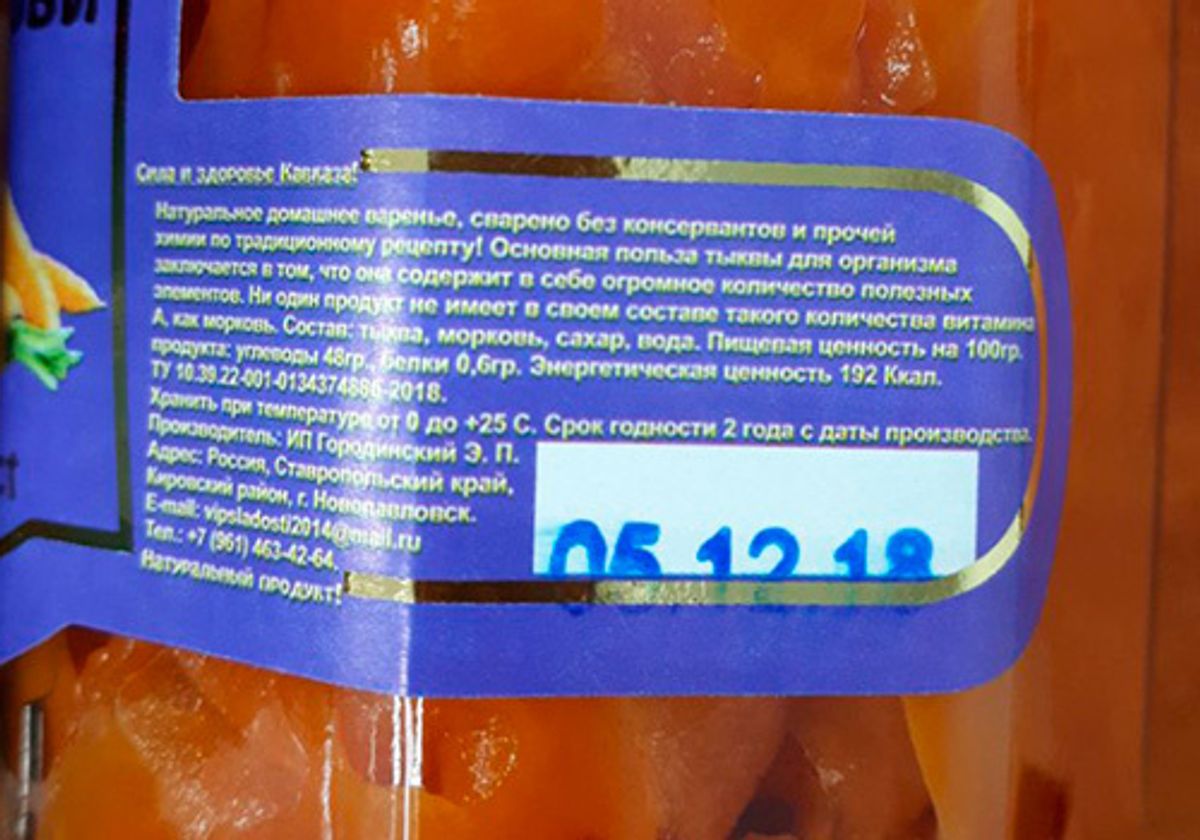 Сила и здоровье Кавказа!
Натуральное домашнее варенье, сварено без консервантов и прочей
химии по традиционному рецепту! Основная польза тыквы для организма
заключается в том, что она содержит в себе огромное количество полезных
элементов. Ни один продукт не имеет в своем составе такого количества витамина
А, как морковь. Состав: тыква, морковь, сахар, вода. Пищевая ценность на 100гр.
продукта: углеводы 48гр, белки 0,6гр. Энергетическая ценность 192 Ккал.
ТУ 10.39.22-001-0134374886-2018.
Хранить при температуре от 0 до +25 С. Срок годности 2 года с даты производства.
Производитель: ИП Городинский Э. П.
Адрес: Россия, Ставропольский край,
Кировский район, г. Новопавловск.
E-mail: vipsladosti2014@mail.ru
Тел.: +7 (961) 463-42-64.
Натуральный продукт!
05.12.18